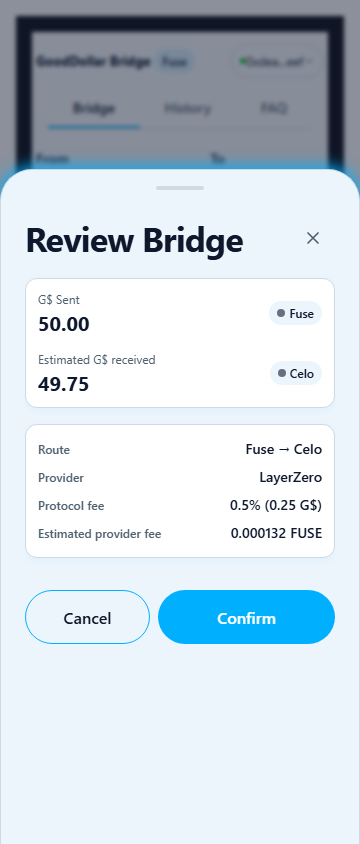 GoodDollar Bridge Fuse
Bridge History FAQ
From To
Review Bridge
G$ Sent
50.00
Fuse
Estimated G$ received
49.75
Celo
Route Fuse → Celo
Provider LayerZero
Protocol fee 0.5% (0.25 G$)
Estimated provider fee 0.000132 FUSE
Cancel Confirm